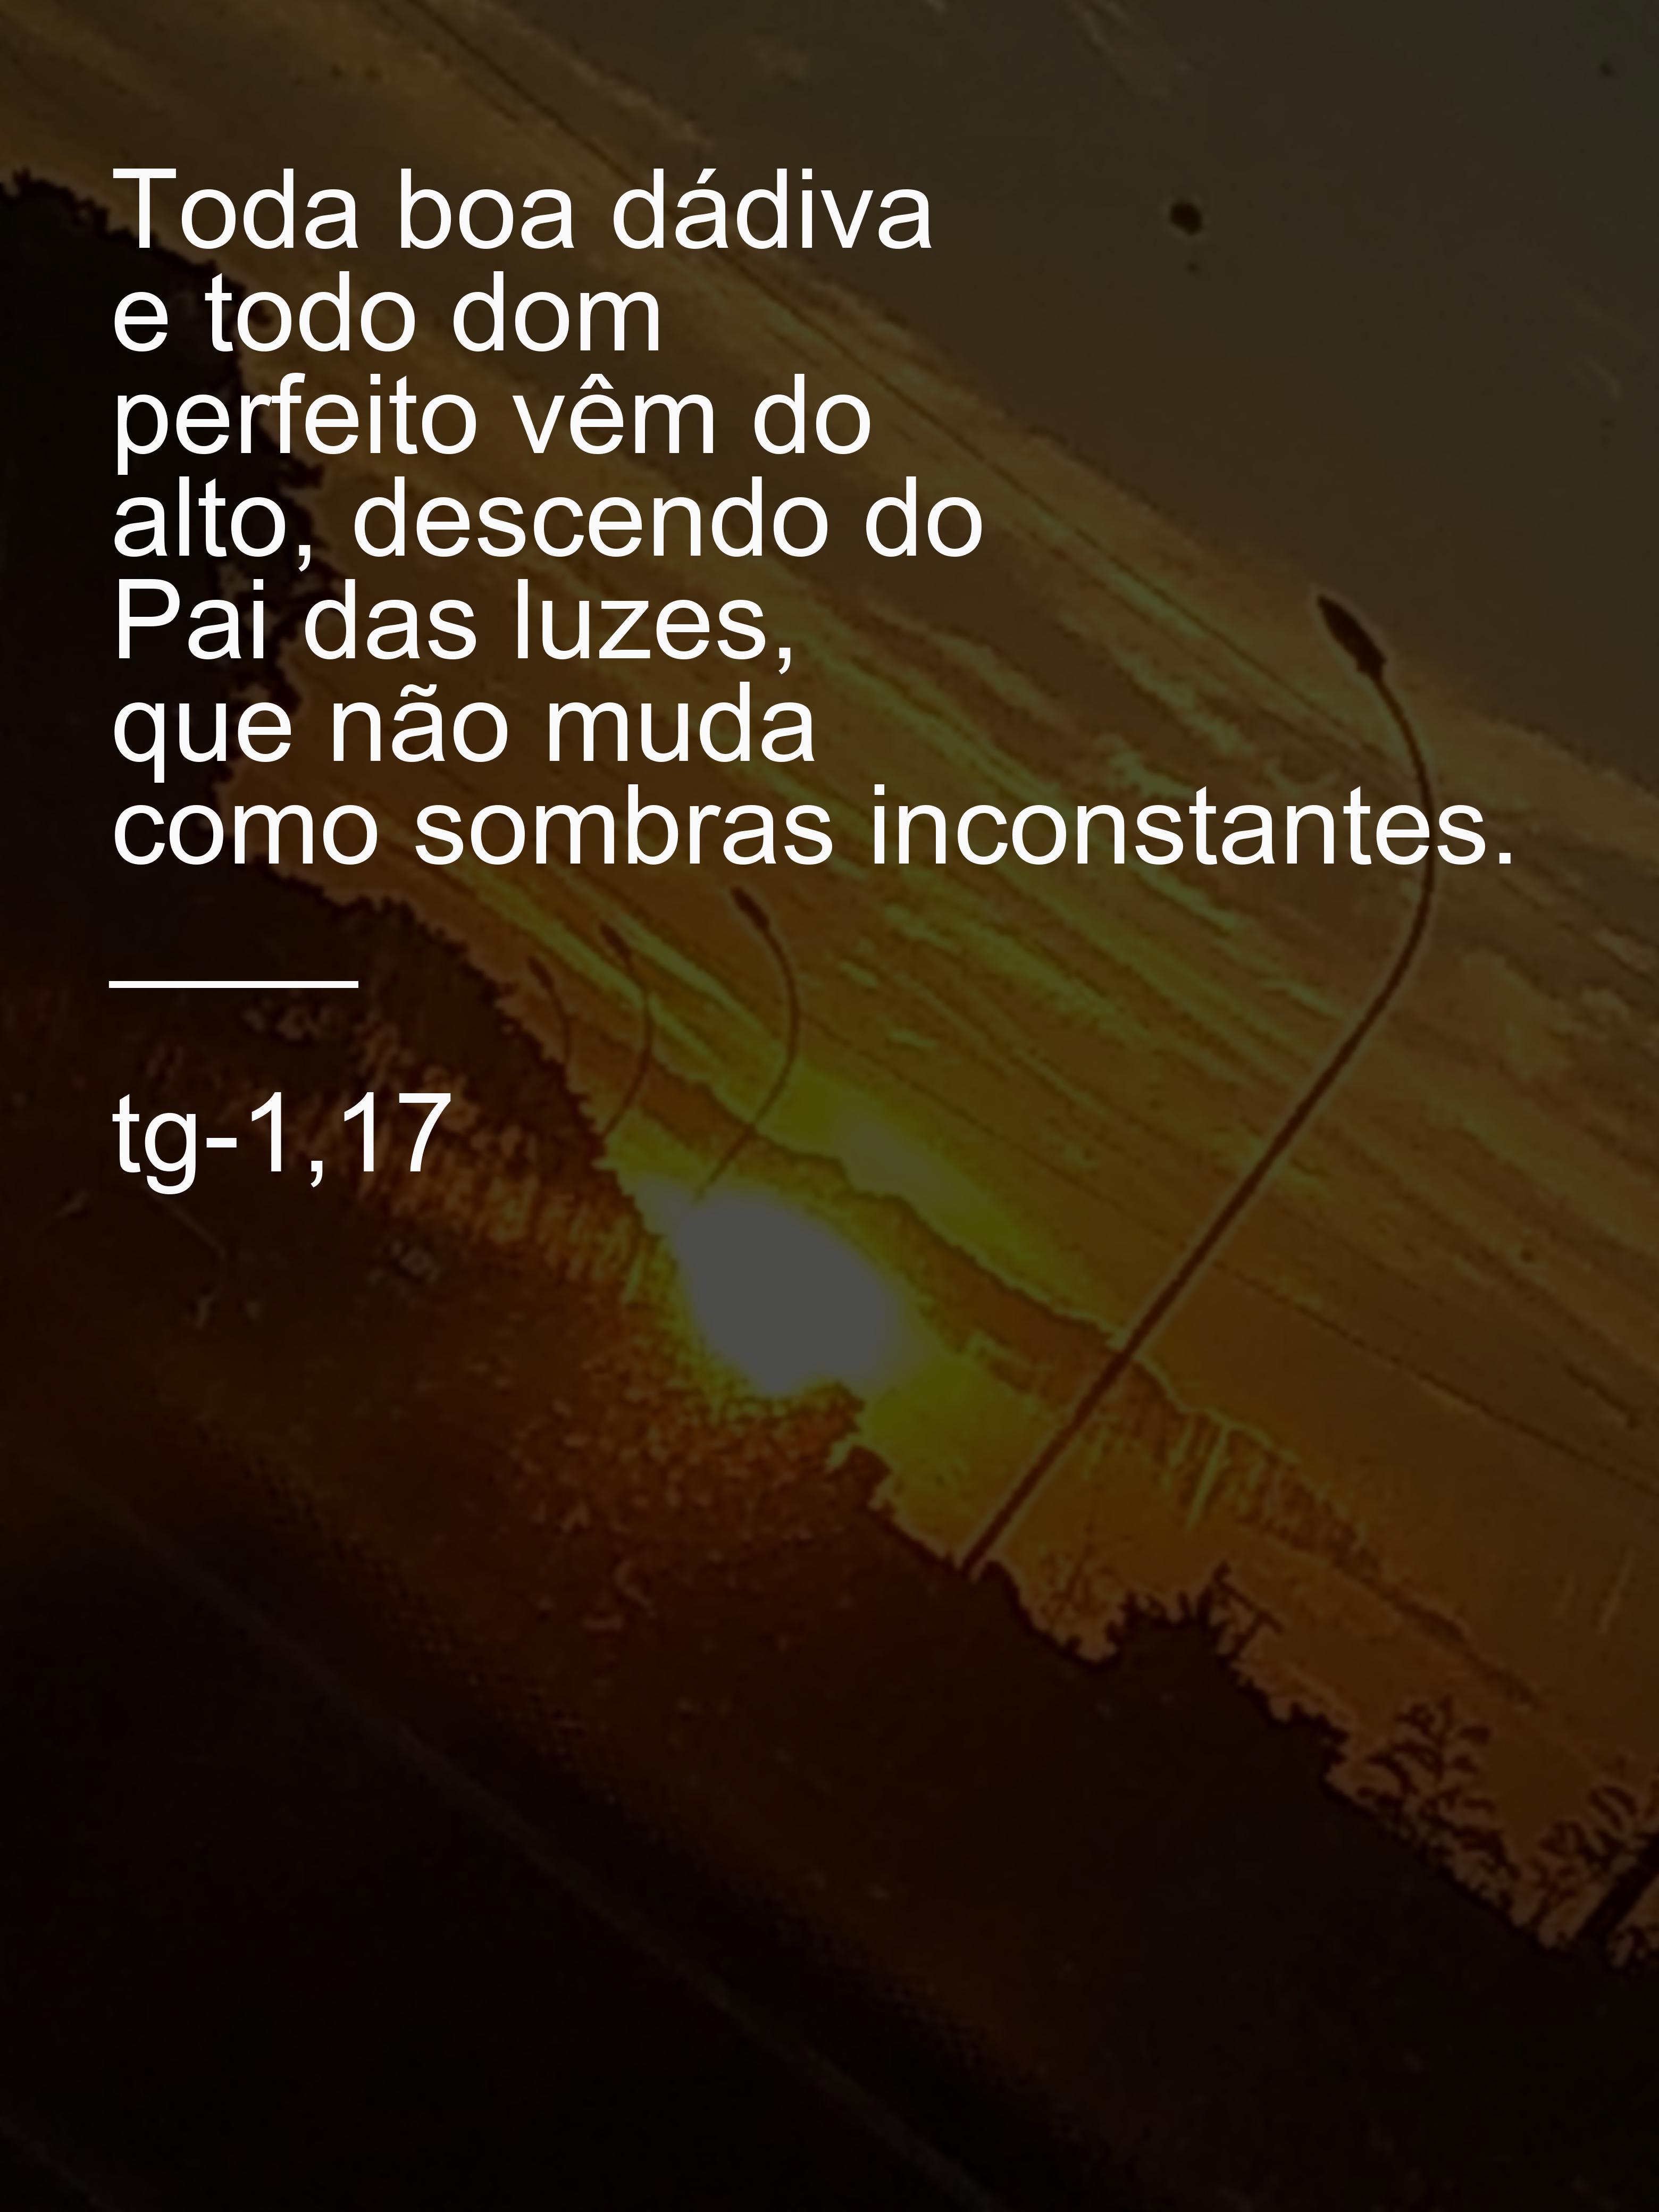 Toda boa dádiva
e todo dom
perfeito vêm do
alto, descendo do
Pai das luzes,
que não muda
como sombras inconstantes.
tg-1,17